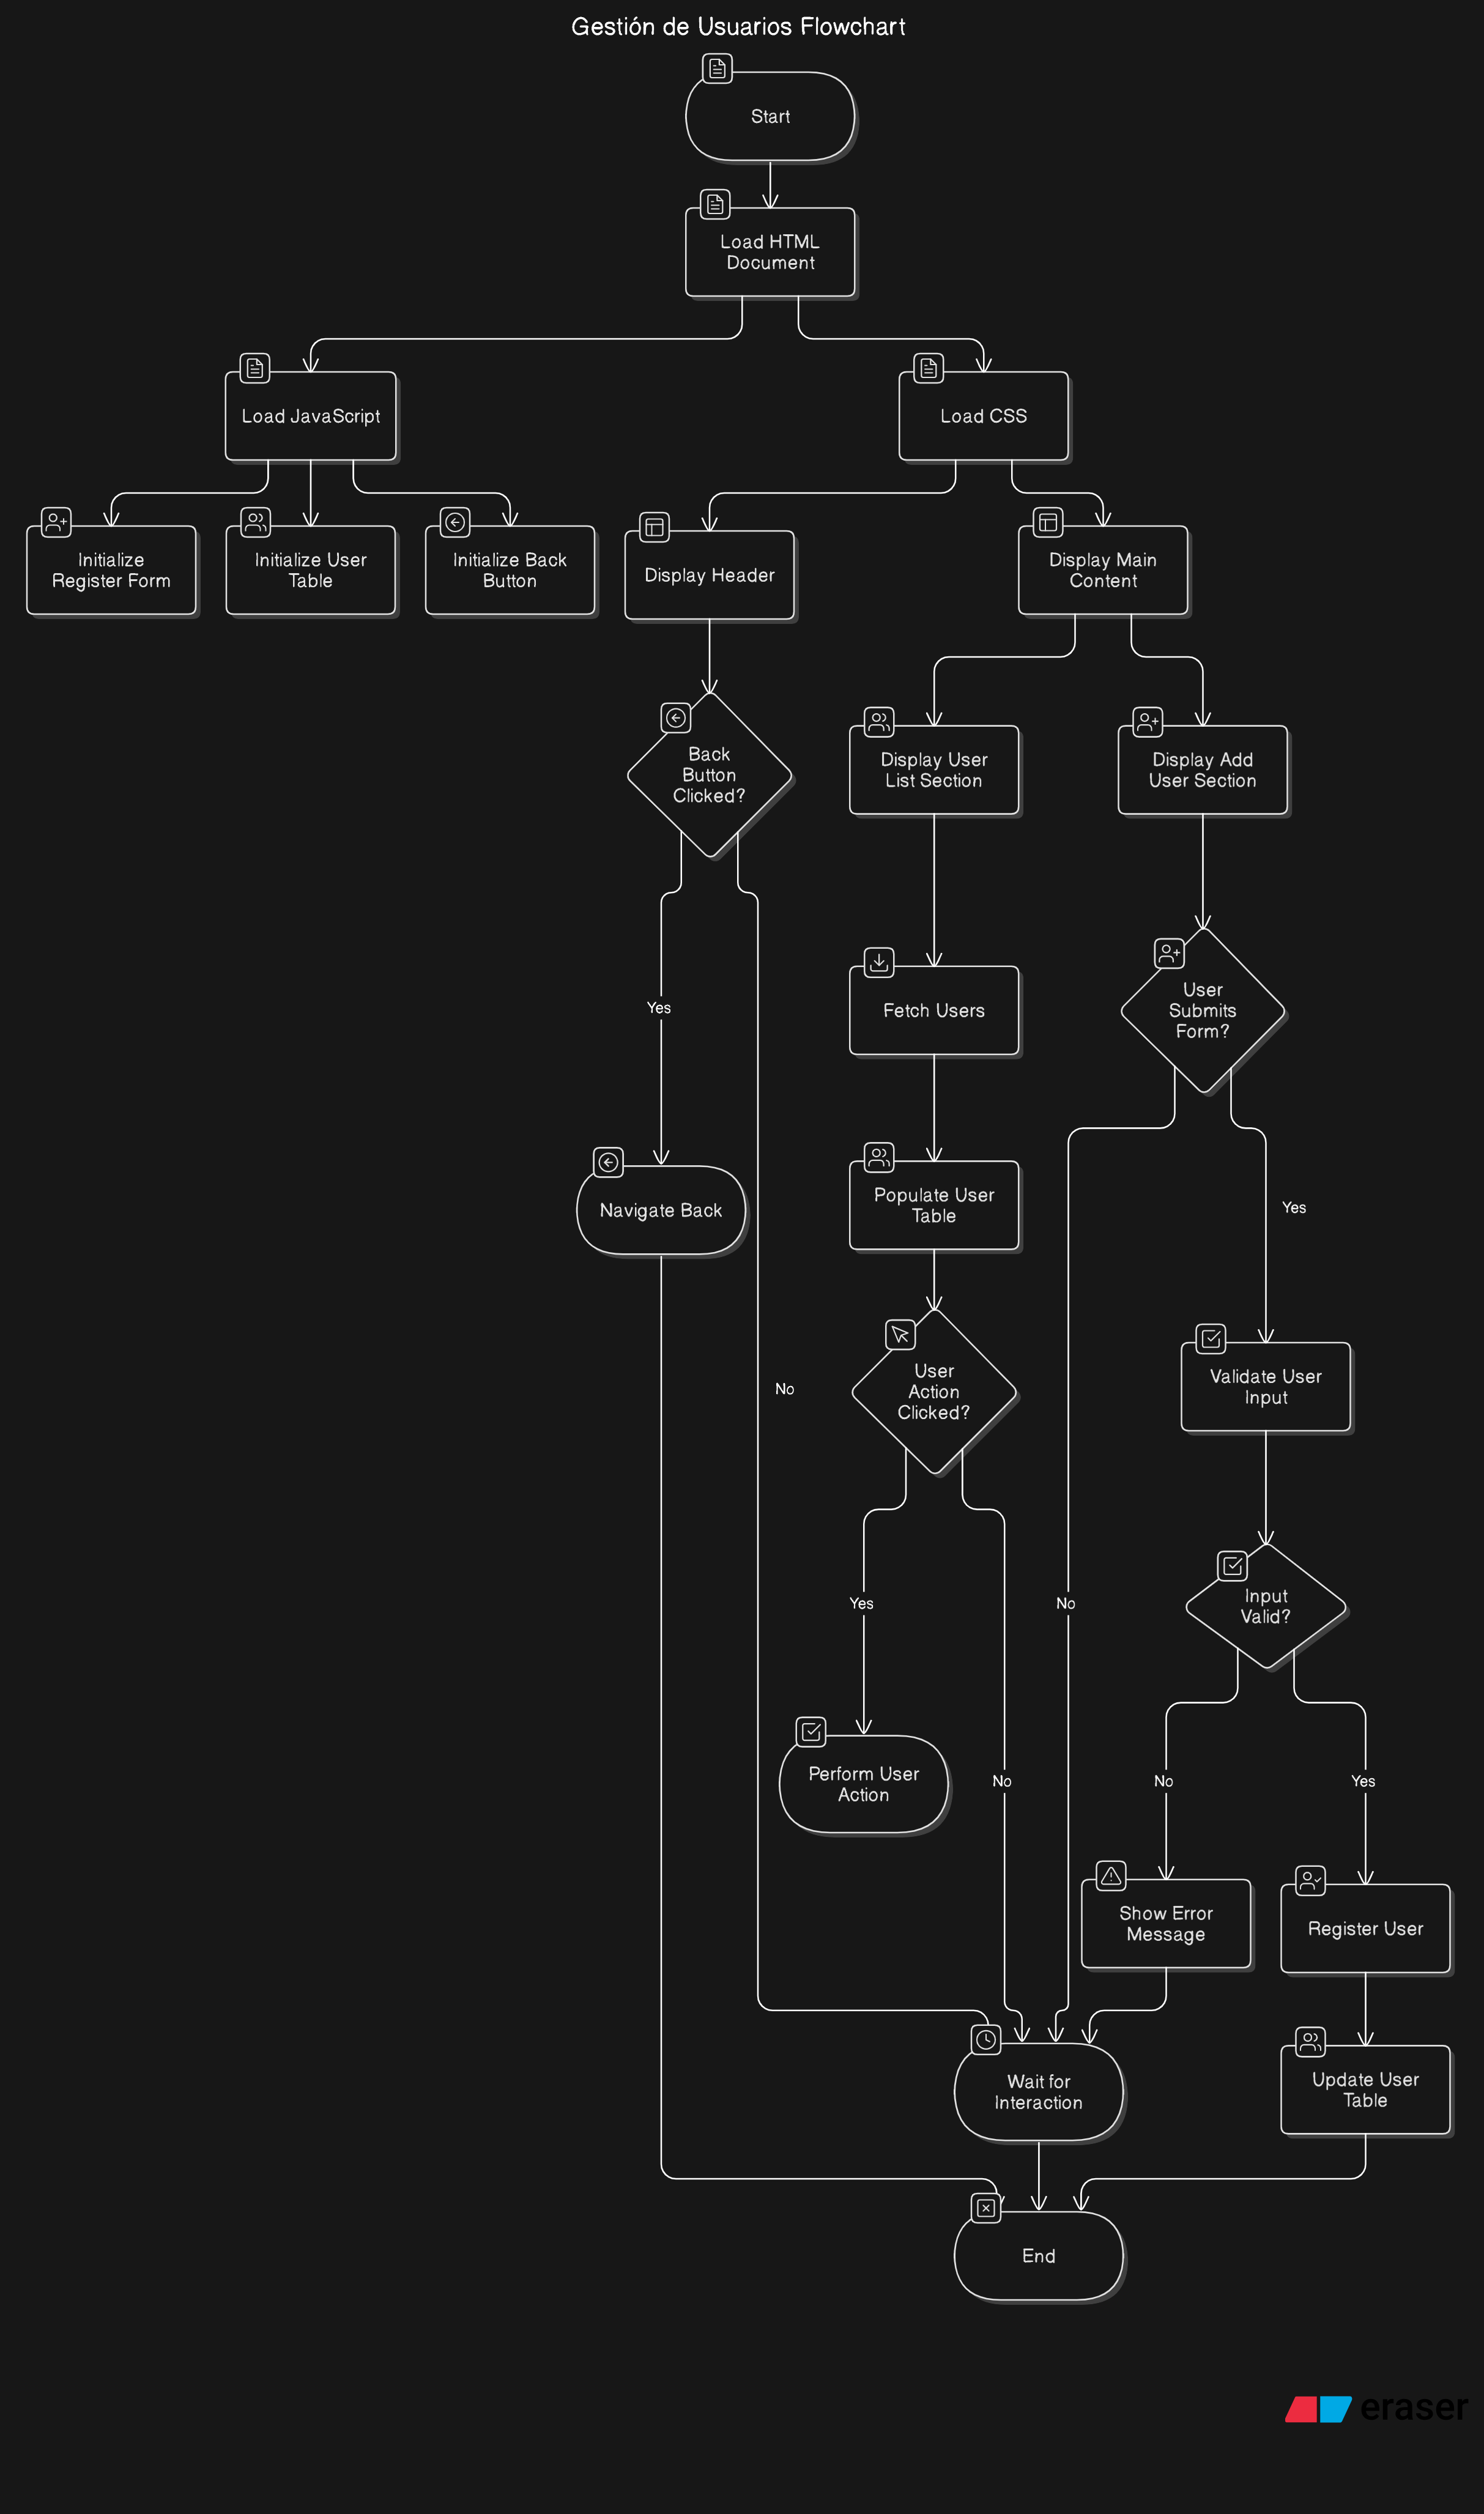 Gestión de Usuarios Flowchart
Start
Load HTML
Document
Load JavaScript
Load CSS
Initialize
Register Form
Initialize User
Table
Initialize Back
Button
Display Header
Display Main
Content
Back
Button
Clicked?
Display User
List Section
Display Add
User Section
Yes
Fetch Users
User
Submits
Form?
Navigate Back
Populate User
Table
Yes
No
User
Action
Clicked?
Validate User
Input
Yes
No
Input
Valid?
Perform User
Action
No
No
Yes
Show Error
Message
Register User
Wait for
Interaction
Update User
Table
End
eraser